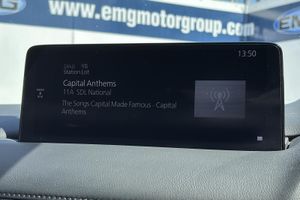 www.emgmotorgroup.com
EMG
13:50
Station List
Capital Anthems
11A SDL National
The Songs Capital Made Famous - Capital
Anthems